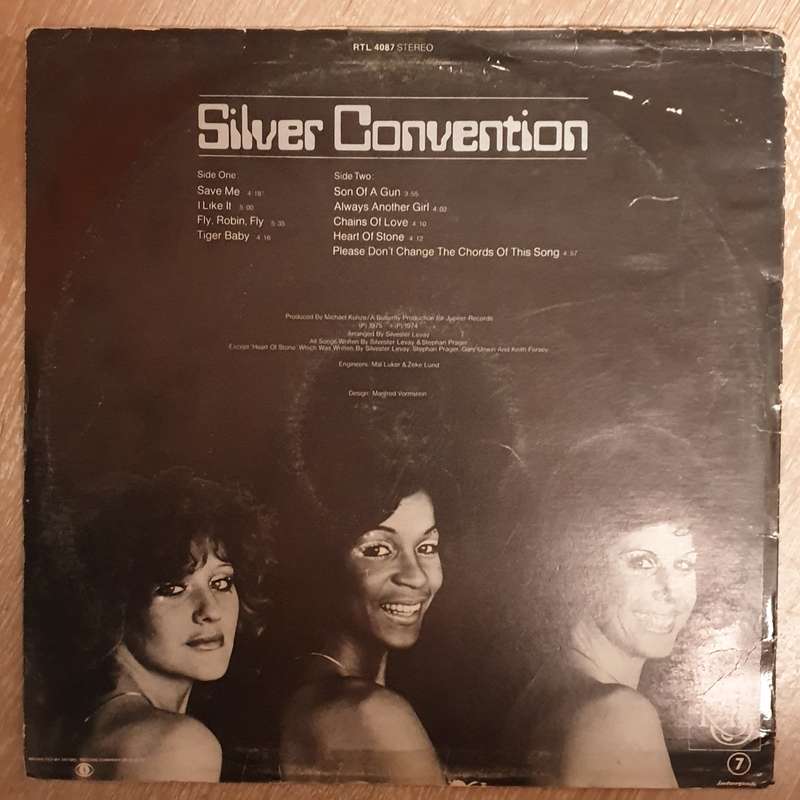 RTL 4087 STEREO
Silver Convention
Side One:
Save Me 4:18
I Like It 5:00
Fly, Robin, Fly 5:35
Tiger Baby 4:16
Side Two:
Son Of A Gun 3:55
Always Another Girl 4:03
Chains Of Love 4:10
Heart Of Stone 4:12
Please Don't Change The Chords Of This Song 4:57
Produced By Michael Kunze/A Butterfly Production for Jupiter Records
(P) 1975 (P) 1974
Arranged By Silvester Levay
All Songs Written By Silvester Levay & Stephan Prager
Except "Heart Of Stone" Which Was Written By Silvester Levay, Stephan Prager, Gary Unwin And Keith Forsey
Engineers: Mal Luker & Zeke Lund
Design: Manfred Vormstein
7